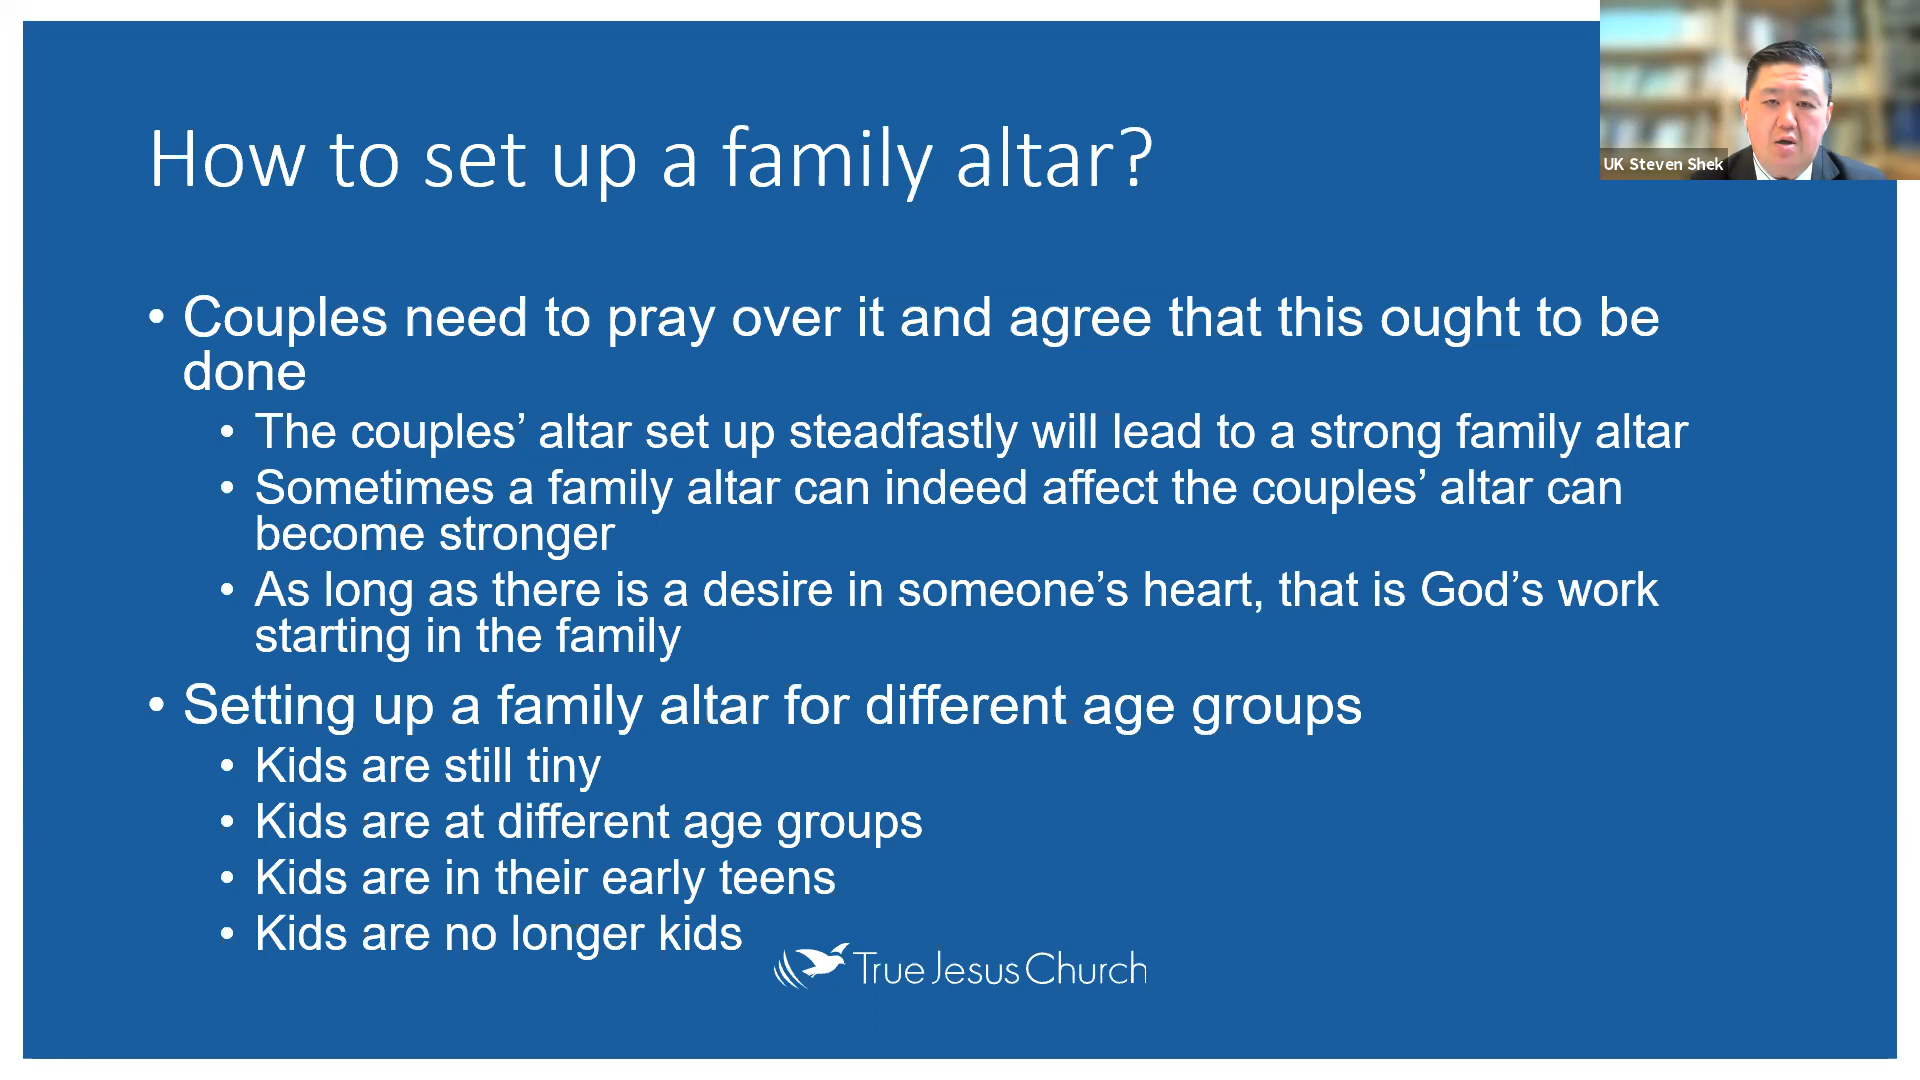 UK Steven Shek
How to set up a family altar?
• Couples need to pray over it and agree that this ought to be
done
• The couples’ altar set up steadfastly will lead to a strong family altar
• Sometimes a family altar can indeed affect the couples’ altar can
become stronger
• As long as there is a desire in someone’s heart, that is God’s work
starting in the family
• Setting up a family altar for different age groups
• Kids are still tiny
• Kids are at different age groups
• Kids are in their early teens
• Kids are no longer kids
True Jesus Church